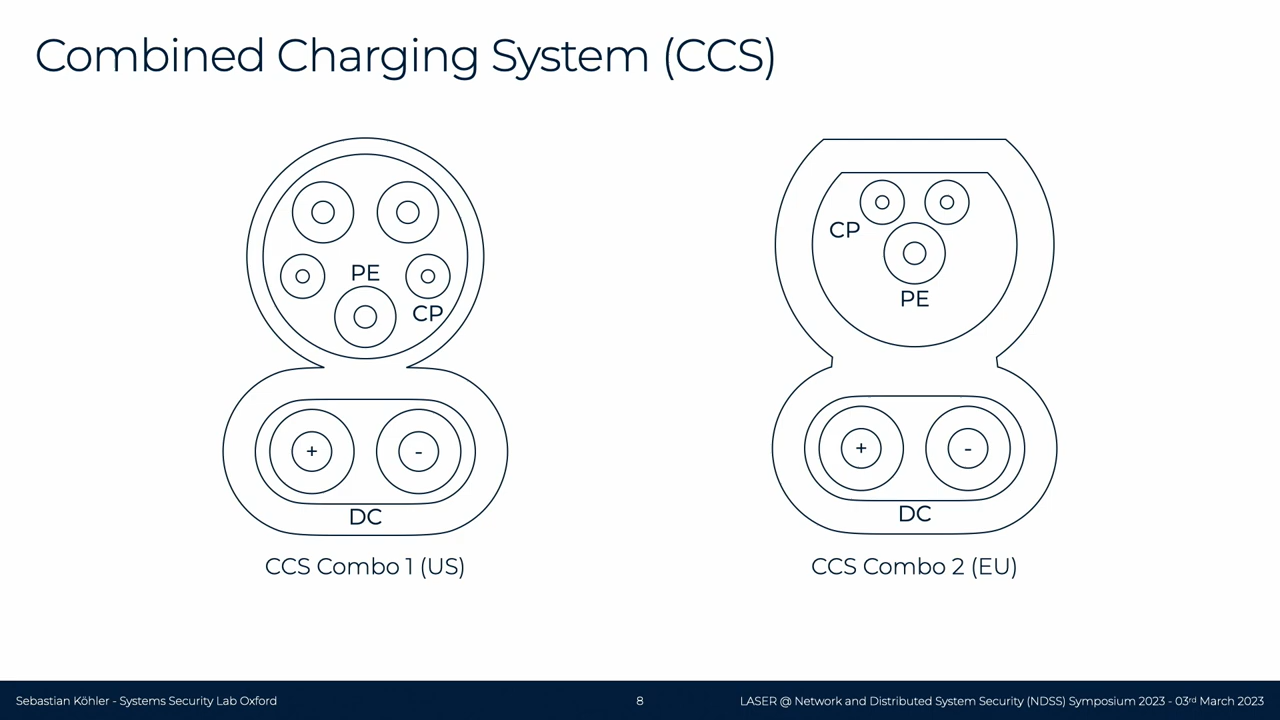 Combined Charging System (CCS)
PE
CP
+
-
DC
CCS Combo 1 (US)
CP
PE
+
-
DC
CCS Combo 2 (EU)
Sebastian Köhler - Systems Security Lab Oxford
8
LASER @ Network and Distributed System Security (NDSS) Symposium 2023 - 03rd March 2023